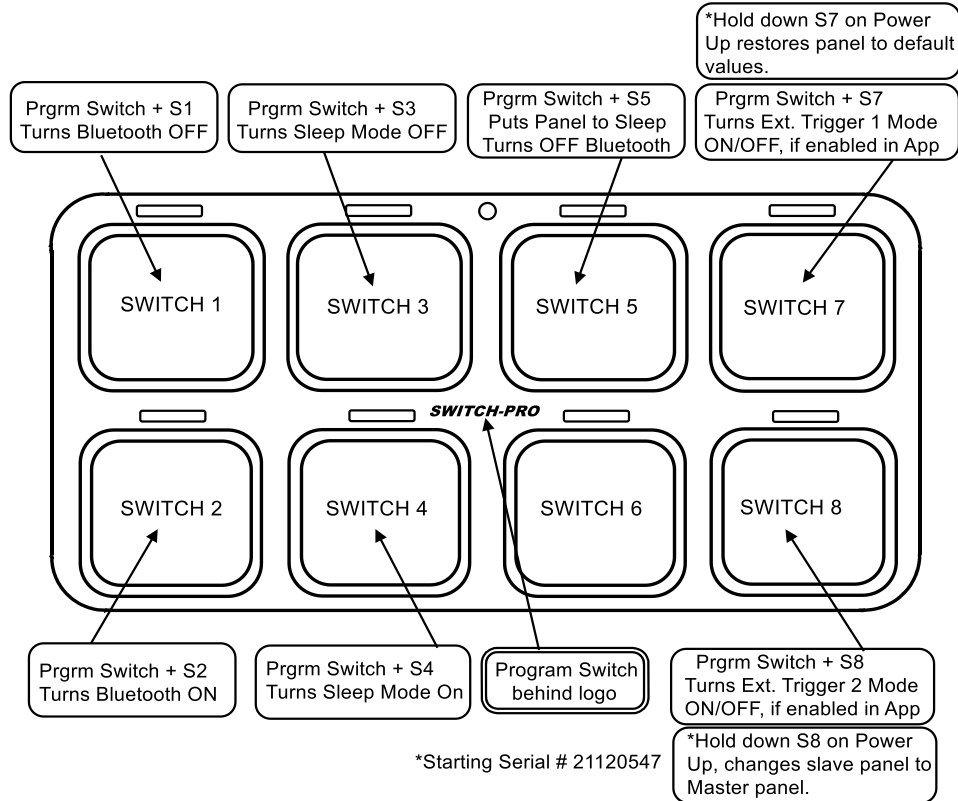 *Hold down S7 on Power
Up restores panel to default
values.
Prgrm Switch + S1
Turns Bluetooth OFF
Prgrm Switch + S3
Turns Sleep Mode OFF
Prgrm Switch + S5
Puts Panel to Sleep
Turns OFF Bluetooth
Prgrm Switch + S7
Turns Ext. Trigger 1 Mode
ON/OFF, if enabled in App
SWITCH 1
SWITCH 3
SWITCH 5
SWITCH 7
SWITCH-PRO
SWITCH 2
SWITCH 4
SWITCH 6
SWITCH 8
Prgrm Switch + S2
Turns Bluetooth ON
Prgrm Switch + S4
Turns Sleep Mode On
Program Switch
behind logo
Prgrm Switch + S8
Turns Ext. Trigger 2 Mode
ON/OFF, if enabled in App
*Starting Serial # 21120547
*Hold down S8 on Power
Up, changes slave panel to
Master panel.